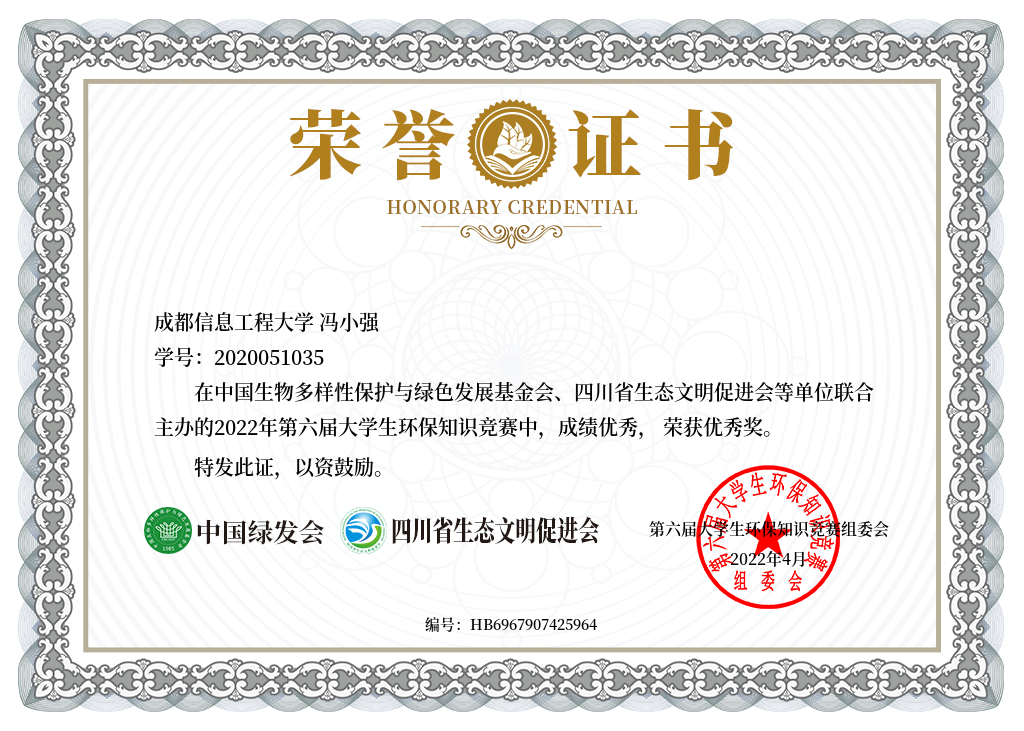 荣誉证书
HONORARY CREDENTIAL
成都信息工程大学 冯小强
学号：2020051035
在中国生物多样性保护与绿色发展基金会、四川省生态文明促进会等单位联合
主办的2022年第六届大学生环保知识竞赛中，成绩优秀， 荣获优秀奖。
特发此证，以资鼓励。
中国绿发会
1985
四川省生态文明促进会
第六届大学生环保知识竞赛组委会
2022年4月
第六届大学生环保知识竞赛
组委会
编号：HB6967907425964